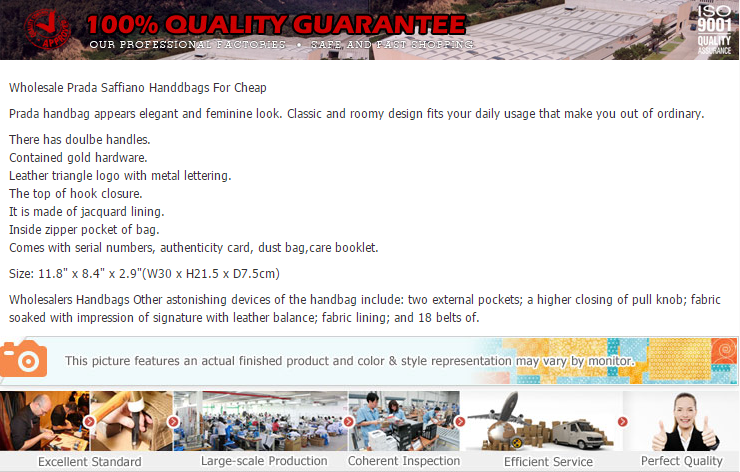 100% QUALITY GUARANTEE
OUR PROFESSIONAL FACTORIES • SAFE AND FAST SHOPPING
ISO
9001
QUALITY
ASSURANCE
Wholesale Prada Saffiano Handdbags For Cheap
Prada handbag appears elegant and feminine look. Classic and roomy design fits your daily usage that make you out of ordinary.
There has doulbe handles.
Contained gold hardware.
Leather triangle logo with metal lettering.
The top of hook closure.
It is made of jacquard lining.
Inside zipper pocket of bag.
Comes with serial numbers, authenticity card, dust bag,care booklet.
Size: 11.8" x 8.4" x 2.9"(W30 x H21.5 x D7.5cm)
Wholesalers Handbags Other astonishing devices of the handbag include: two external pockets; a higher closing of pull knob; fabric
soaked with impression of signature with leather balance; fabric lining; and 18 belts of.
This picture features an actual finished product and color & style representation may vary by monitor.
Excellent Standard
Large-scale Production
Coherent Inspection
Efficient Service
Perfect Quality